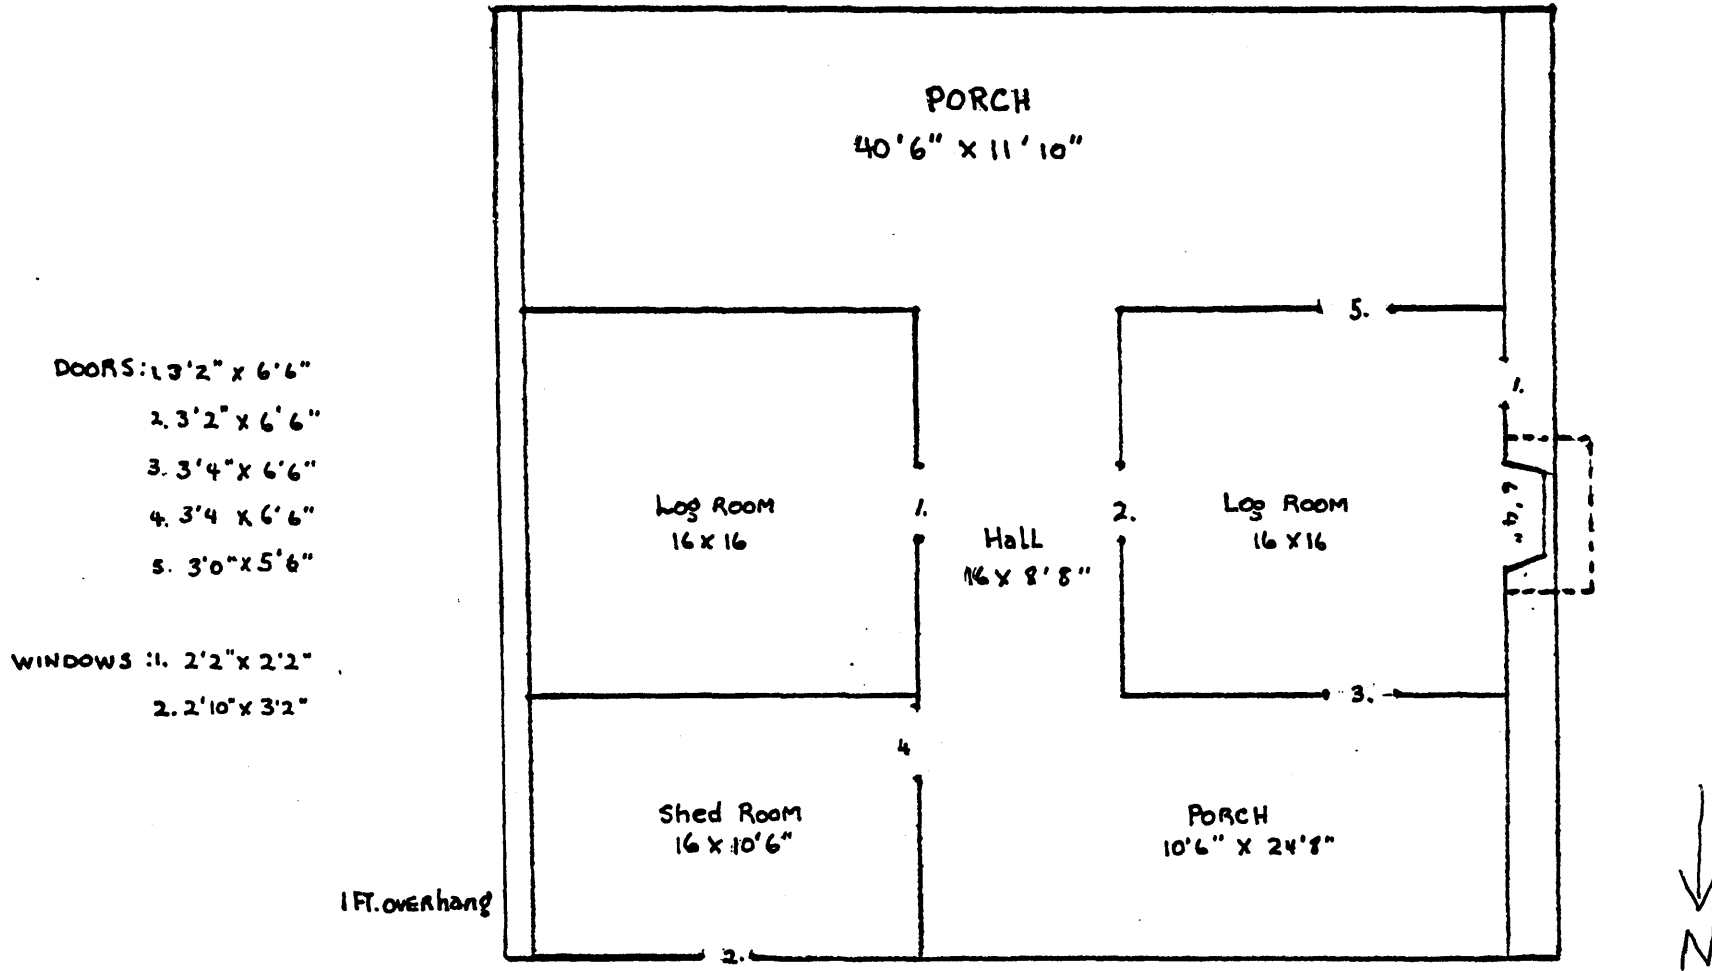 PORCH
40'6" x 11'10"
5.
DOORS: 1. 3'2" x 6'6"
2. 3'2" x 6'6"
3. 3'4" x 6'6"
4. 3'4 x 6'6"
5. 3'0" x 5'6"
1.
Log ROOM
16 x 16
1.
Hall
16 x 8'8"
2.
Log ROOM
16 x 16
6'4"
WINDOWS: 1. 2'2" x 2'2"
2. 2'10" x 3'2"
3.
4
Shed ROOM
16 x 10'6"
PORCH
10'6" X 24'8"
1 FT. OVERhang
2.
N